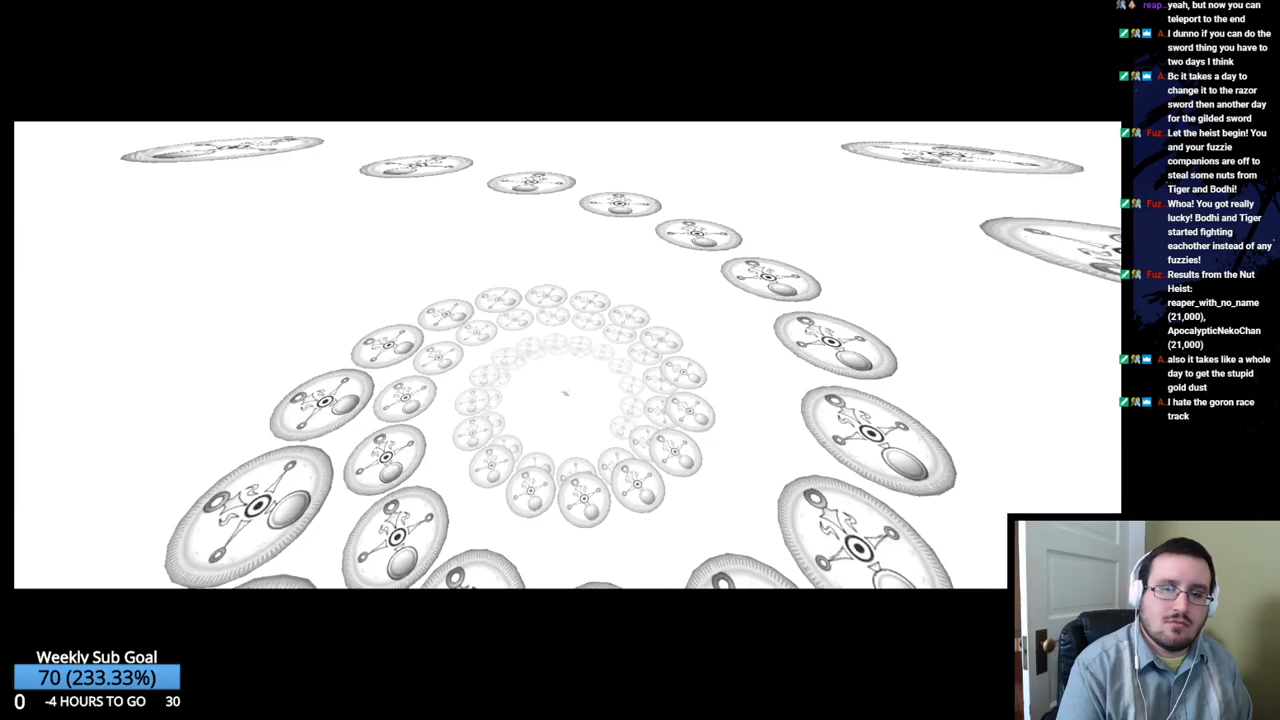 reap.. yeah, but now you can
teleport to the end
A.. I dunno if you can do the
sword thing you have to
two days I think
A.. Bc it takes a day to
change it to the razor
sword then another day
for the gilded sword
Fuz.. Let the heist begin! You
and your fuzzie
companions are off to
steal some nuts from
Tiger and Bodhi!
Fuz.. Whoa! You got really
lucky! Bodhi and Tiger
started fighting
eachother instead of any
fuzzies!
Fuz.. Results from the Nut
Heist:
reaper_with_no_name
(21,000),
ApocalypticNekoChan
(21,000)
A.. also it takes like a whole
day to get the stupid
gold dust
A.. I hate the goron race
track
Weekly Sub Goal
70 (233.33%)
0 -4 HOURS TO GO 30